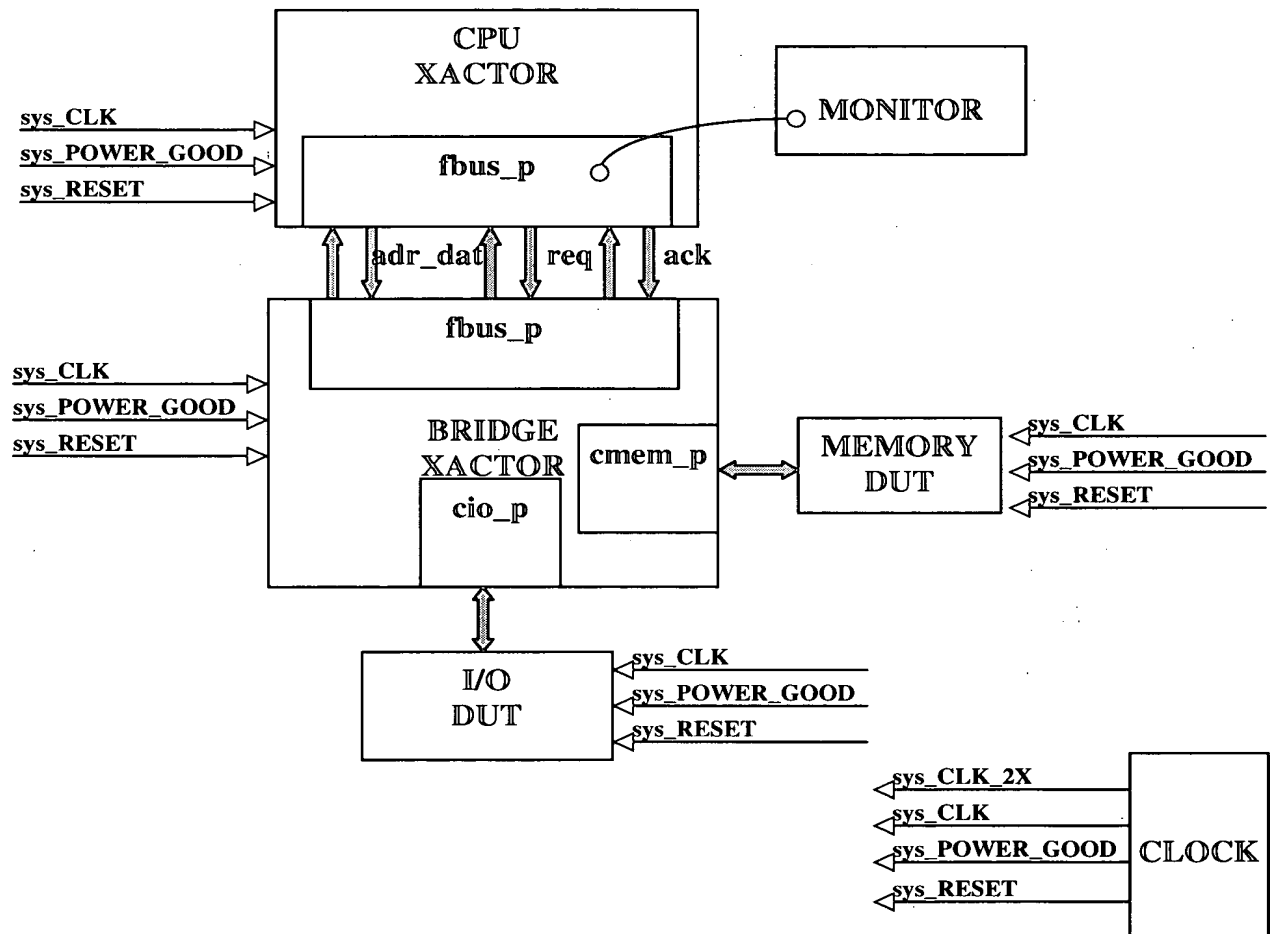 CPU
XACTOR
MONITOR
sys_CLK
sys_POWER_GOOD
sys_RESET
fbus_p
adr_dat req ack
fbus_p
sys_CLK
sys_POWER_GOOD
sys_RESET
BRIDGE
XACTOR
cmem_p
cio_p
MEMORY
DUT
sys_CLK
sys_POWER_GOOD
sys_RESET
I/O
DUT
sys_CLK
sys_POWER_GOOD
sys_RESET
sys_CLK_2X
sys_CLK
sys_POWER_GOOD
sys_RESET
CLOCK